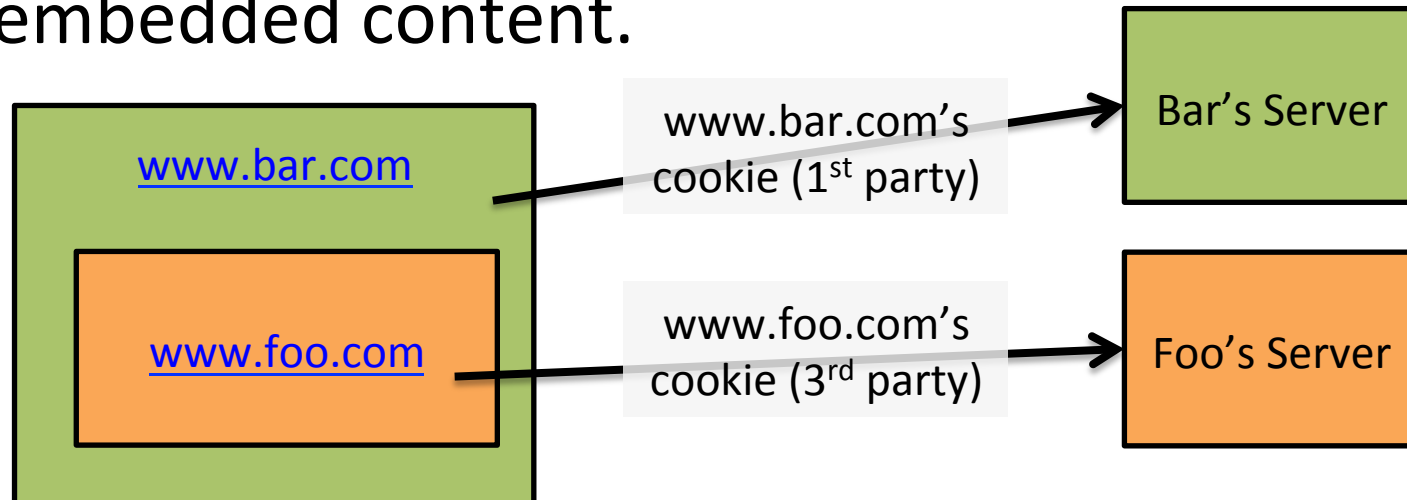 embedded content.
www.bar.com's
cookie (1st party)
Bar's Server
www.bar.com
www.foo.com's
cookie (3rd party)
Foo's Server
www.foo.com